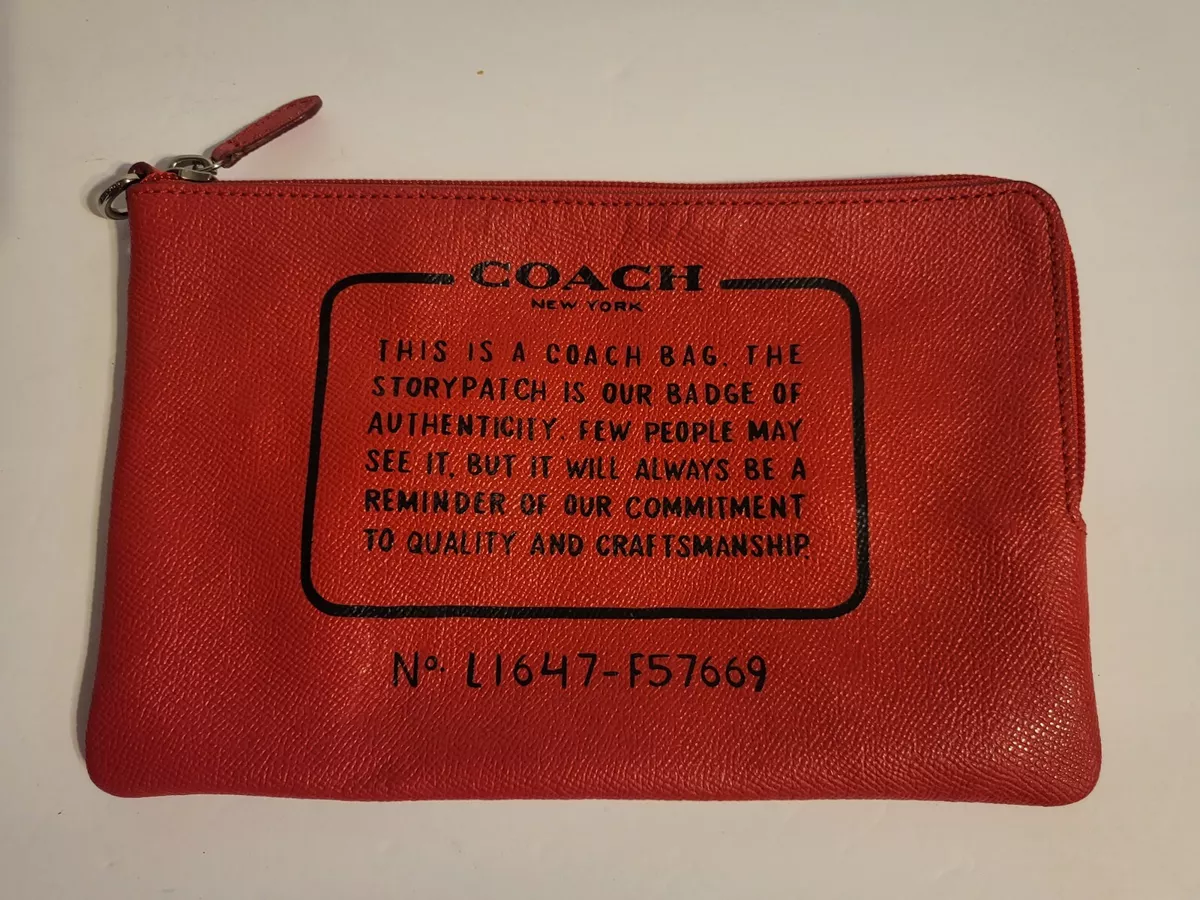 COACH
NEW YORK
THIS IS A COACH BAG. THE
STORYPATCH IS OUR BADGE OF
AUTHENTICITY. FEW PEOPLE MAY
SEE IT, BUT IT WILL ALWAYS BE A
REMINDER OF OUR COMMITMENT
TO QUALITY AND CRAFTSMANSHIP.
Nº. L1647-F57669